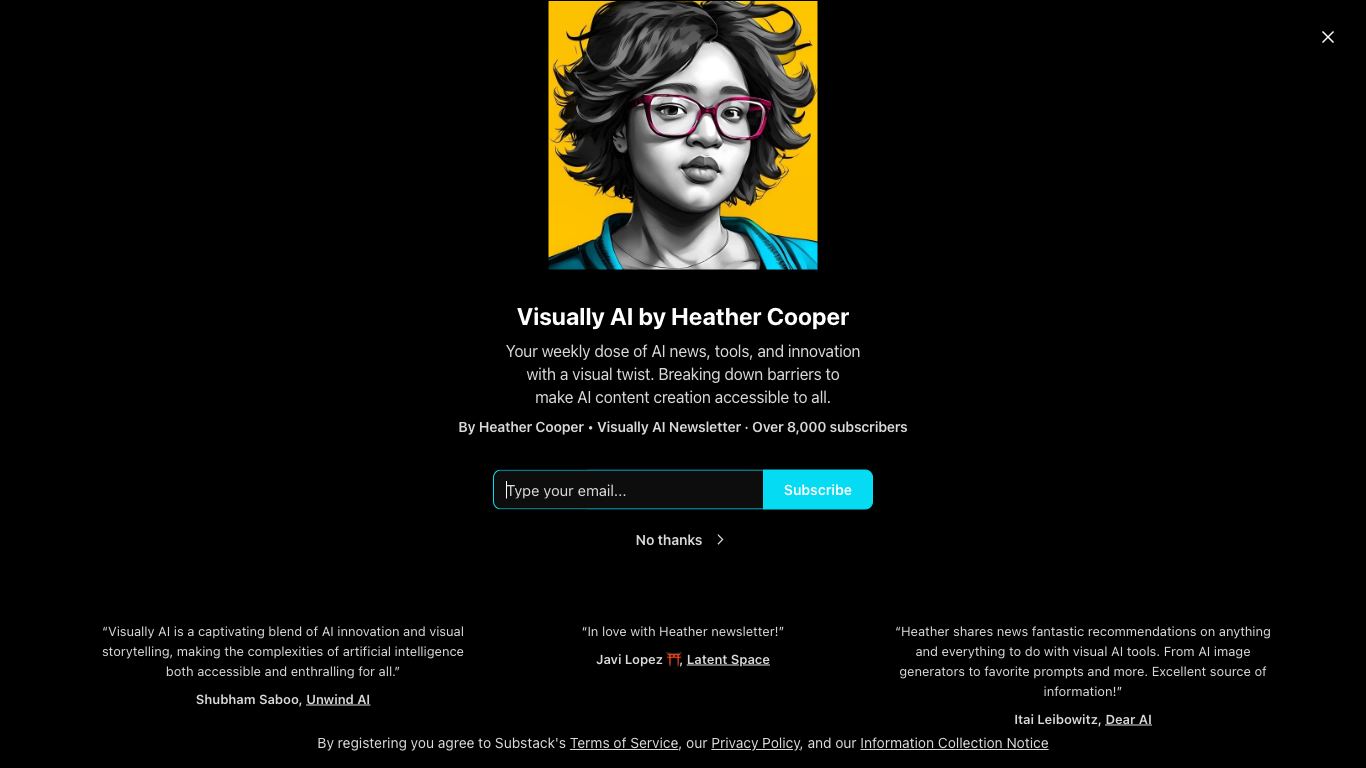 Visually AI by Heather Cooper
Your weekly dose of AI news, tools, and innovation
with a visual twist. Breaking down barriers to
make AI content creation accessible to all.
By Heather Cooper • Visually AI Newsletter · Over 8,000 subscribers
Type your email...
Subscribe
No thanks
“Visually AI is a captivating blend of AI innovation and visual
storytelling, making the complexities of artificial intelligence
both accessible and enthralling for all.”
Shubham Saboo, Unwind AI
“In love with Heather newsletter!”
Javi Lopez ⛩️, Latent Space
“Heather shares news fantastic recommendations on anything
and everything to do with visual AI tools. From AI image
generators to favorite prompts and more. Excellent source of
information!”
Itai Leibowitz, Dear AI
By registering you agree to Substack's Terms of Service, our Privacy Policy, and our Information Collection Notice